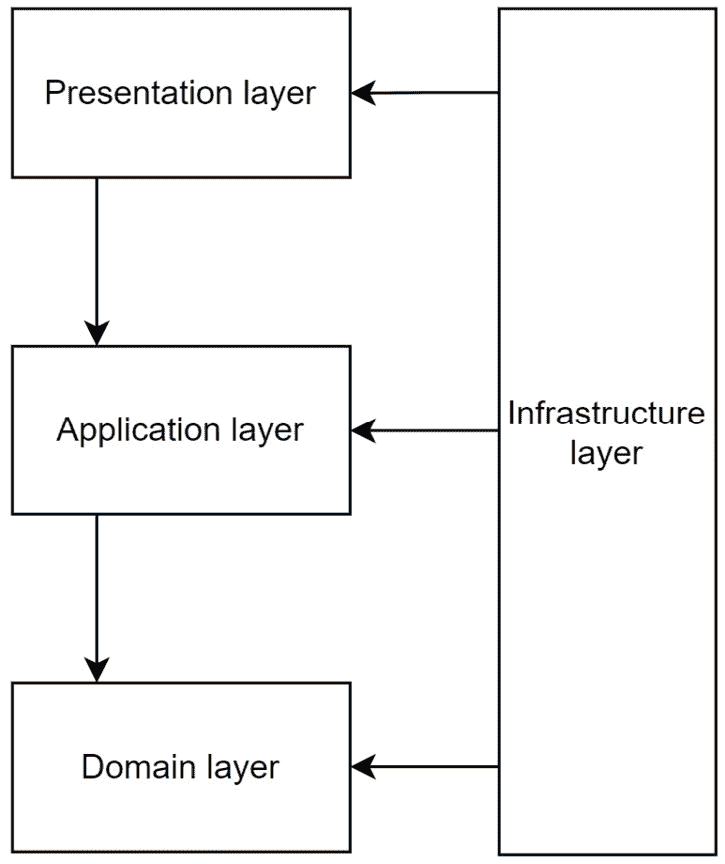 Presentation layer
Application layer
Infrastructure
layer
Domain layer